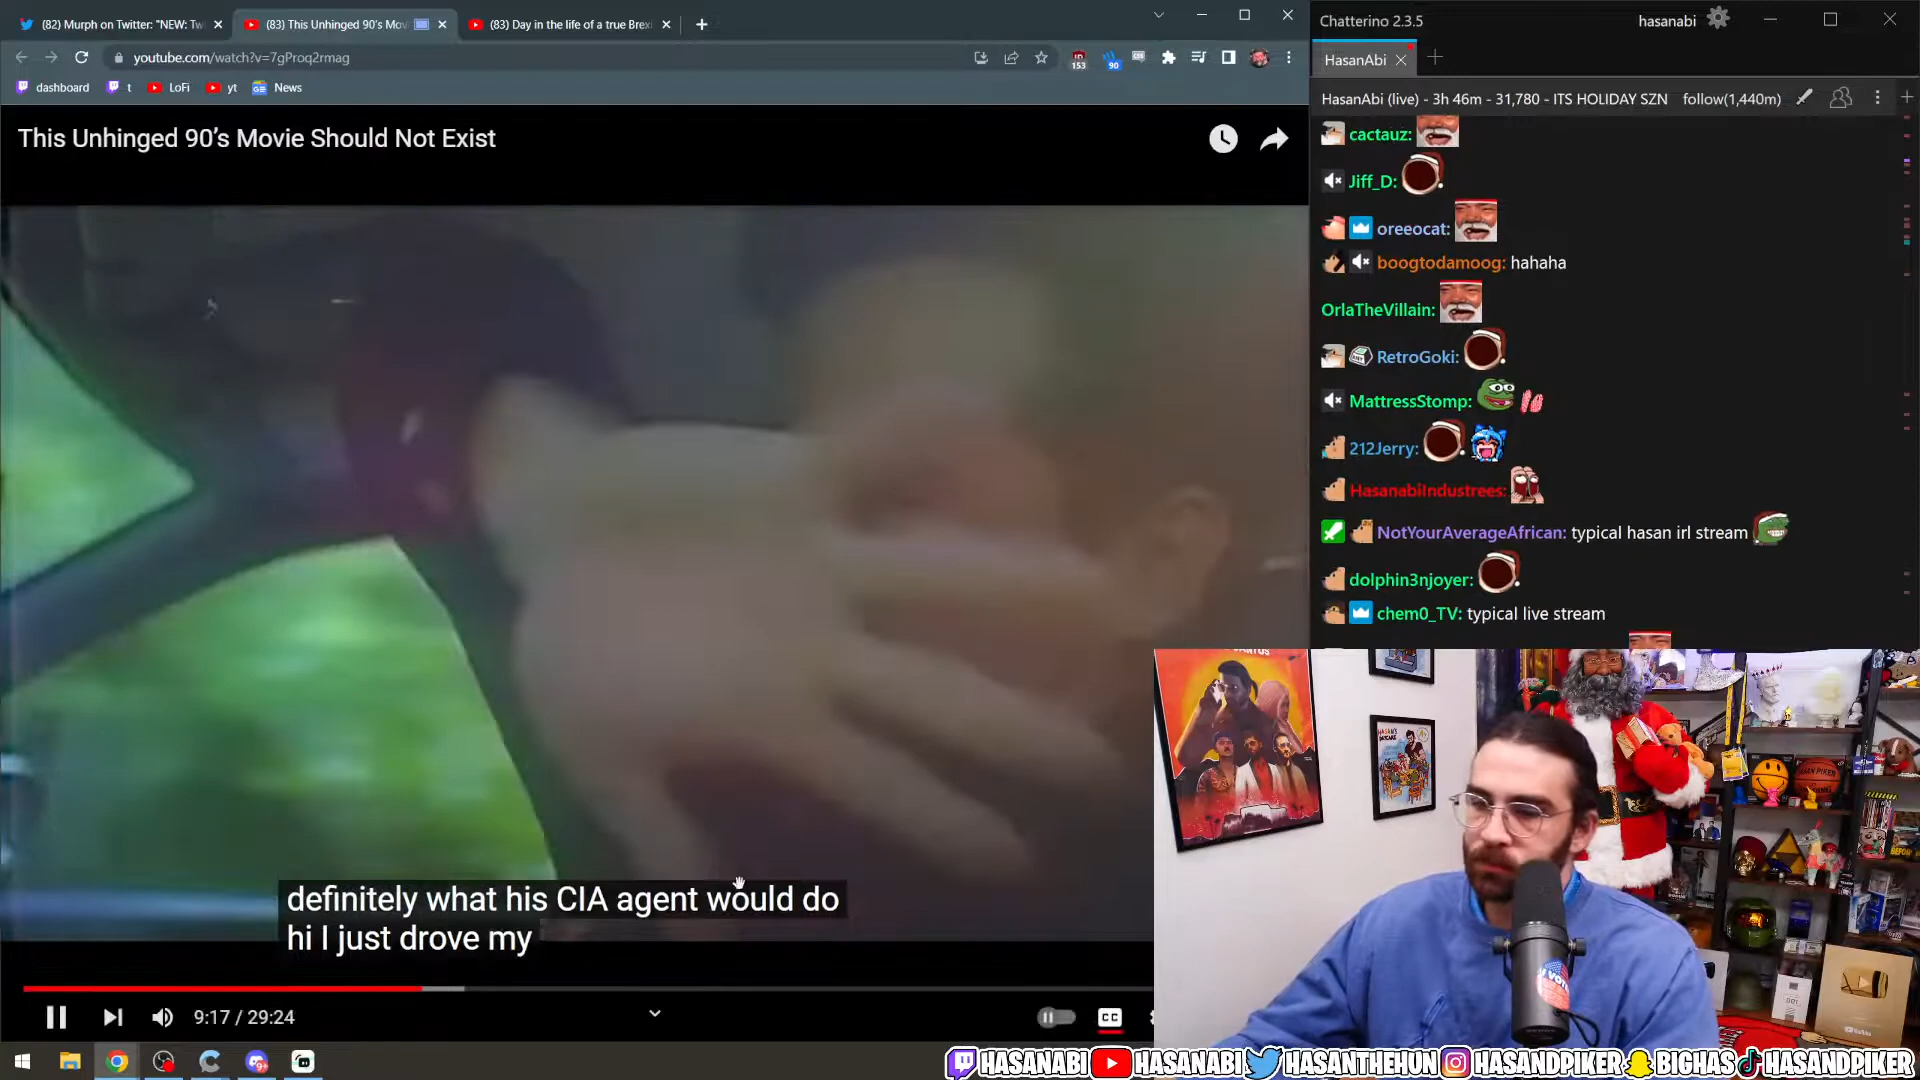 (82) Murph on Twitter: "NEW: Tw
(83) This Unhinged 90's Mov
(83) Day in the life of a true Brex
youtube.com/watch?v=7gProq2rmag
153
90
dashboard
t
LoFi
yt
News
This Unhinged 90's Movie Should Not Exist
definitely what his CIA agent would do
hi I just drove my
9:17 / 29:24
CC
Chatterino 2.3.5
hasanabi
HasanAbi
HasanAbi (live) - 3h 46m - 31,780 - ITS HOLIDAY SZN
follow(1,440m)
cactauz:
Jiff_D:
oreeocat:
boogtodamoog: hahaha
OrlaTheVillain:
RetroGoki:
MattressStomp:
212Jerry:
HasanabiIndustrees:
NotYourAverageAfrican: typical hasan irl stream
dolphin3njoyer:
chem0_TV: typical live stream
HASANABI
HASANABI
HASANTHEHUN
HASANDPIKER
BIGHAS
HASANDPIKER